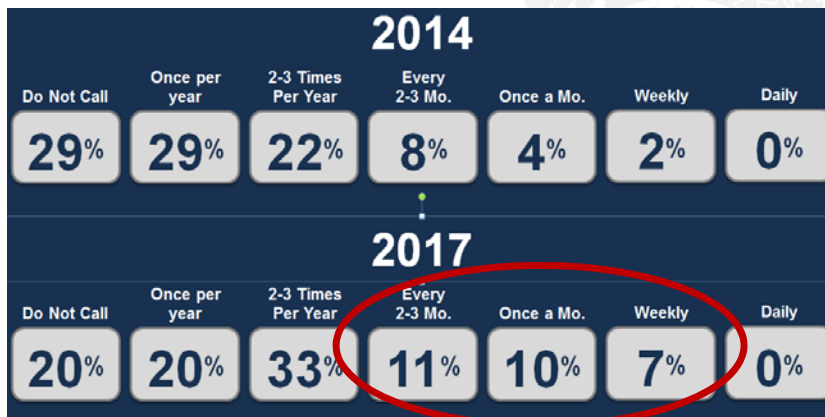 2014
Do Not Call
Once per
year
2-3 Times
Per Year
Every
2-3 Mo.
Once a Mo.
Weekly
Daily
29% 29% 22% 8% 4% 2% 0%
2017
Do Not Call
Once per
year
2-3 Times
Per Year
Every
2-3 Mo.
Once a Mo.
Weekly
Daily
20% 20% 33% 11% 10% 7% 0%